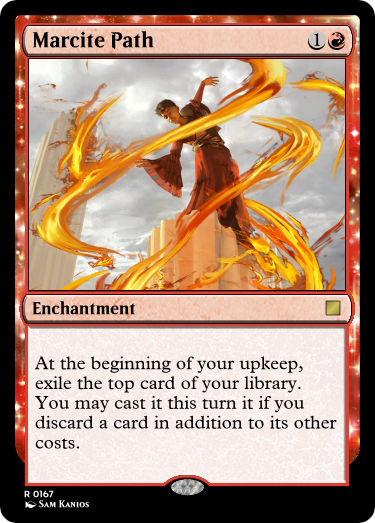 Marcite Path 1
Enchantment
At the beginning of your upkeep,
exile the top card of your library.
You may cast it this turn it if you
discard a card in addition to its other
costs.
R 0167
Sam Kanios